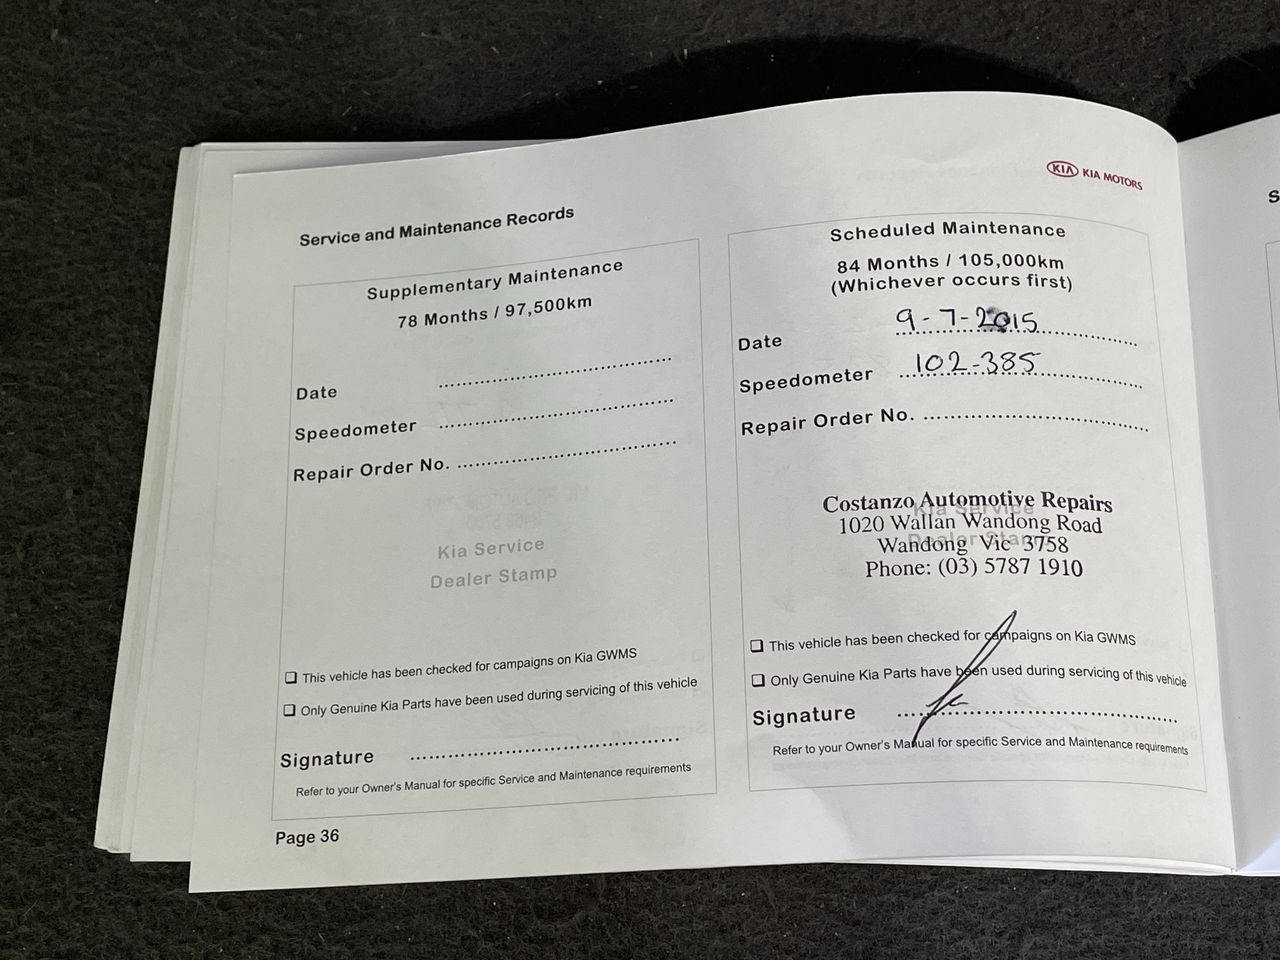 KIA KIA MOTORS
Service and Maintenance Records
Supplementary Maintenance
78 Months / 97,500km
Date ........................................
Speedometer ........................................
Repair Order No. ........................................
Kia Service
Dealer Stamp
❑ This vehicle has been checked for campaigns on Kia GWMS
❑ Only Genuine Kia Parts have been used during servicing of this vehicle
Signature ........................................
Refer to your Owner's Manual for specific Service and Maintenance requirements
Page 36
Scheduled Maintenance
84 Months / 105,000km
(Whichever occurs first)
Date 9-7-2015
Speedometer 102-385
Repair Order No. ........................................
Kia Service
Dealer Stamp
Costanzo Automotive Repairs
1020 Wallan Wandong Road
Wandong Vic 3758
Phone: (03) 5787 1910
❑ This vehicle has been checked for campaigns on Kia GWMS
❑ Only Genuine Kia Parts have been used during servicing of this vehicle
Signature ........................................
Refer to your Owner's Manual for specific Service and Maintenance requirements
S